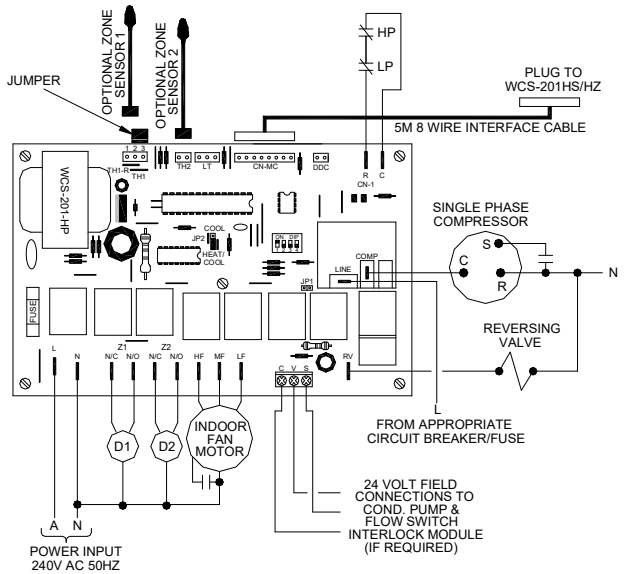 OPTIONAL ZONE
SENSOR 1
OPTIONAL ZONE
SENSOR 2
HP
LP
JUMPER
PLUG TO
WCS-201HS/HZ
5M 8 WIRE INTERFACE CABLE
1 2 3
TH1
TH2
LT
CN-MC
DDC
R
C
CN-1
TH1-R
WCS-201-HP
COOL
JP2
HEAT/
COOL
ON DIP
1 2 3 4
COMP
LINE
JP1
SINGLE PHASE
COMPRESSOR
S
C
R
N
FUSE
REVERSING
VALVE
L
N
Z1
N/C
N/O
Z2
N/C
N/O
HF
MF
LF
C
V
S
RV
D1
D2
INDOOR
FAN
MOTOR
L
FROM APPROPRIATE
CIRCUIT BREAKER/FUSE
24 VOLT FIELD
CONNECTIONS TO
COND. PUMP &
FLOW SWITCH
INTERLOCK MODULE
(IF REQUIRED)
A
N
POWER INPUT
240V AC 50HZ